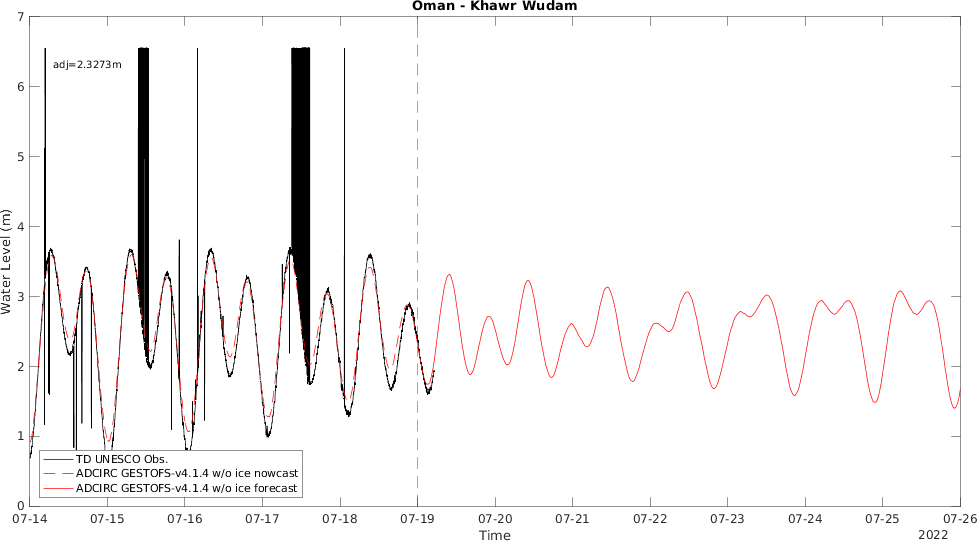 Oman - Khawr Wudam
7
adj=2.3273m
6
5
4
3
2
1
0
Water Level (m)
TD UNESCO Obs.
ADCIRC GESTOFS-v4.1.4 w/o ice nowcast
ADCIRC GESTOFS-v4.1.4 w/o ice forecast
07-14 07-15 07-16 07-17 07-18 07-19 07-20 07-21 07-22 07-23 07-24 07-25 07-26
Time
2022